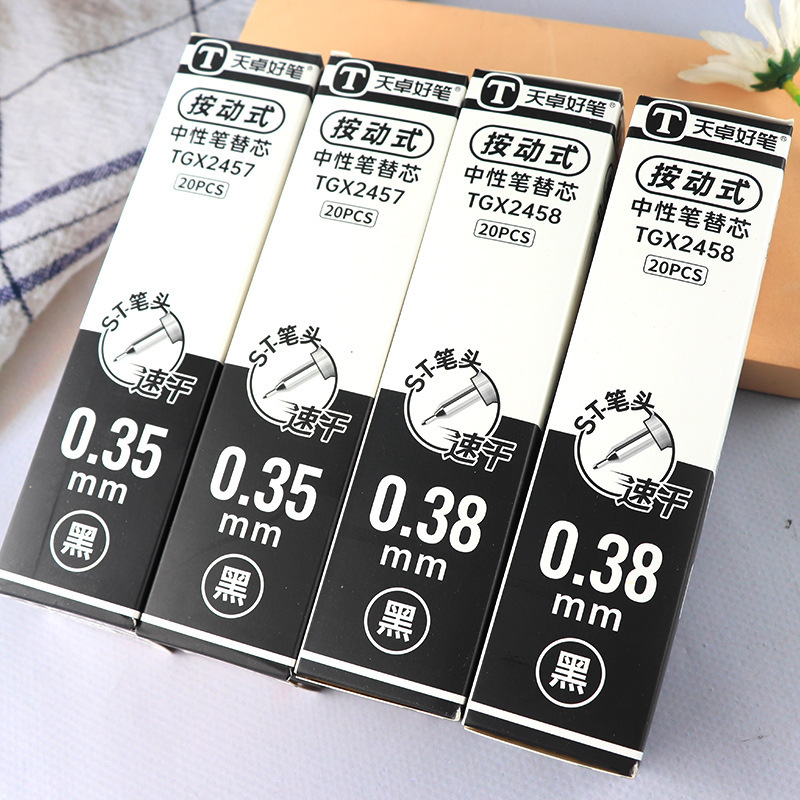 T 天卓好笔®
按动式
中性笔替芯
TGX2457
20PCS
S-T-笔头
速干
0.35
mm
黑
T 天卓好笔®
按动式
中性笔替芯
TGX2457
20PCS
S-T-笔头
速干
0.35
mm
黑
T 天卓好笔®
按动式
中性笔替芯
TGX2458
20PCS
S-T-笔头
速干
0.38
mm
黑
T 天卓好笔®
按动式
中性笔替芯
TGX2458
20PCS
S-T-笔头
速干
0.38
mm
黑